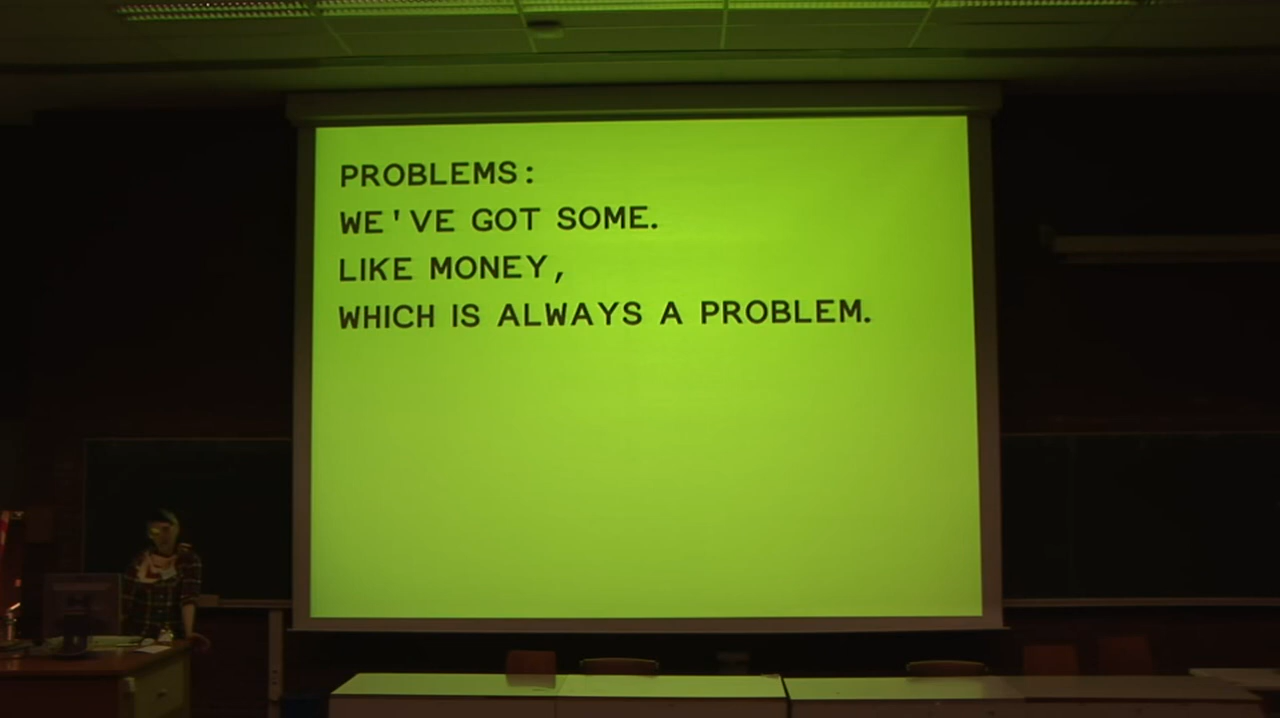 PROBLEMS:
WE'VE GOT SOME.
LIKE MONEY,
WHICH IS ALWAYS A PROBLEM.